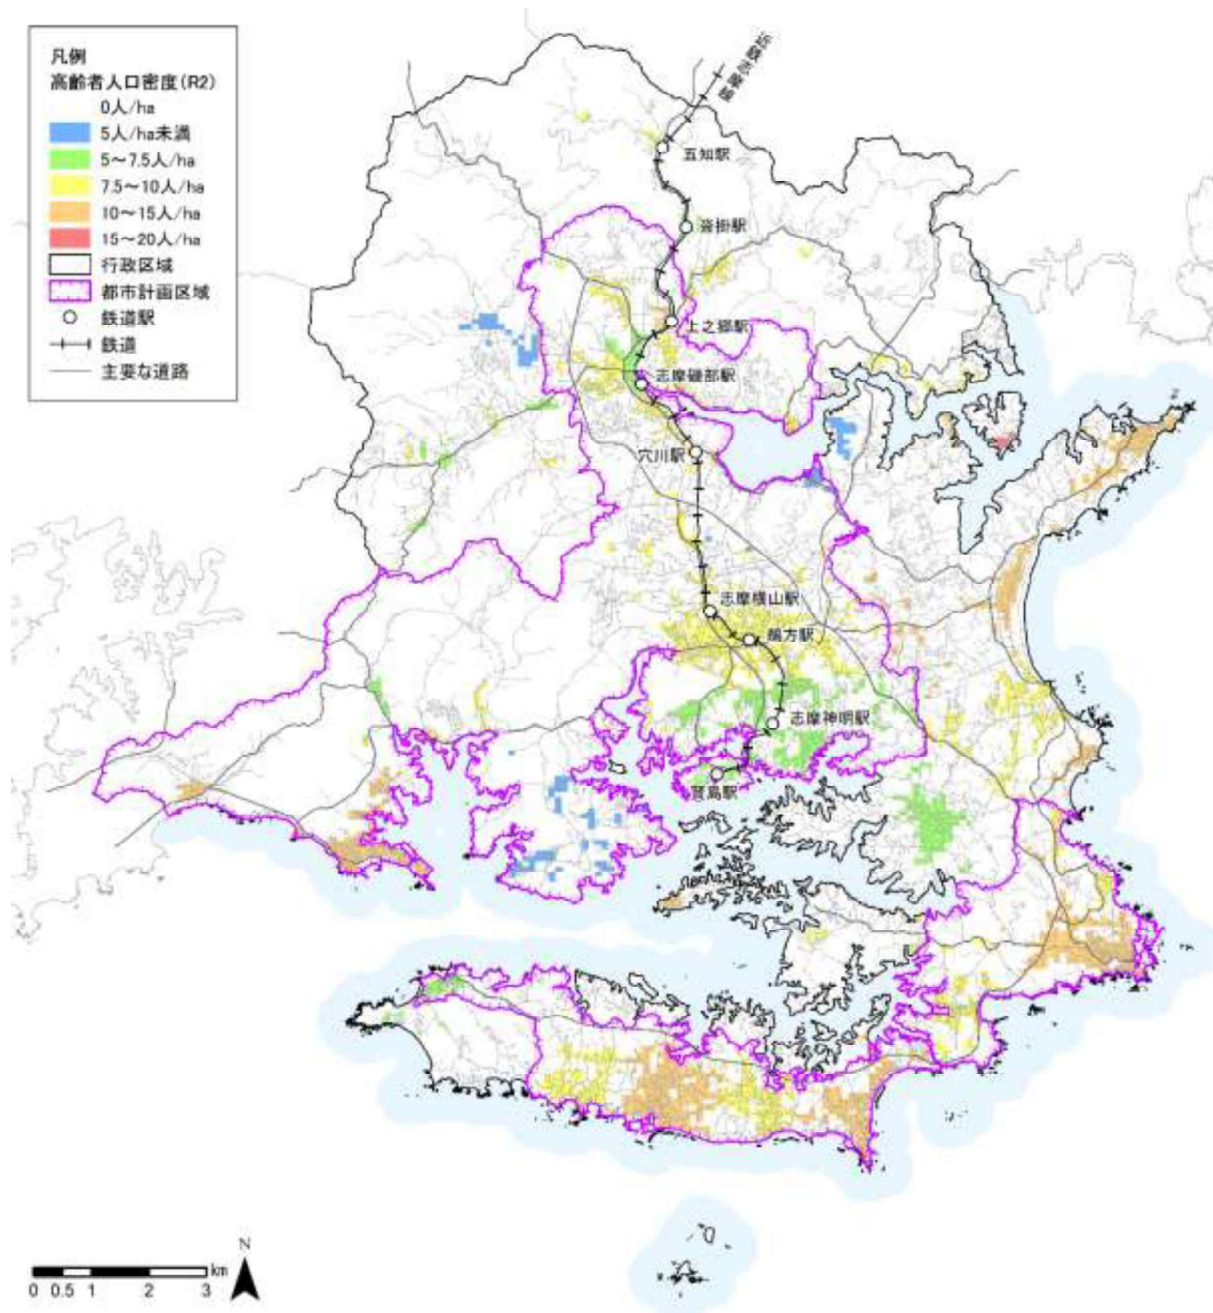 凡例
高齢者人口密度(R2)
0人/ha
5人/ha未満
5~7.5人/ha
7.5~10人/ha
10~15人/ha
15~20人/ha
行政区域
都市計画区域
鉄道駅
鉄道
主要な道路
近鉄志摩線
五知駅
沓掛駅
上之郷駅
志摩磯部駅
穴川駅
志摩横山駅
鵜方駅
志摩神明駅
賢島駅
N
km
0 0.5 1 2 3